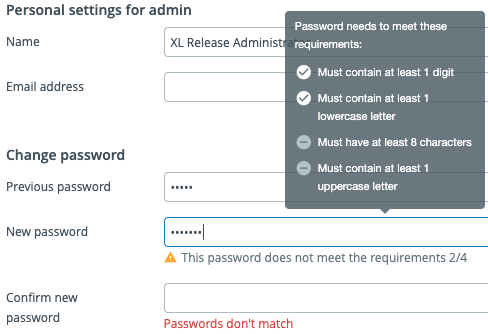 Personal settings for admin
Name
XL Release Administrator
Email address
Password needs to meet these
requirements:
Must contain at least 1 digit
Must contain at least 1
lowercase letter
Must have at least 8 characters
Must contain at least 1
uppercase letter
Change password
Previous password
•••••
New password
•••••••
This password does not meet the requirements 2/4
Confirm new
password
Passwords don't match